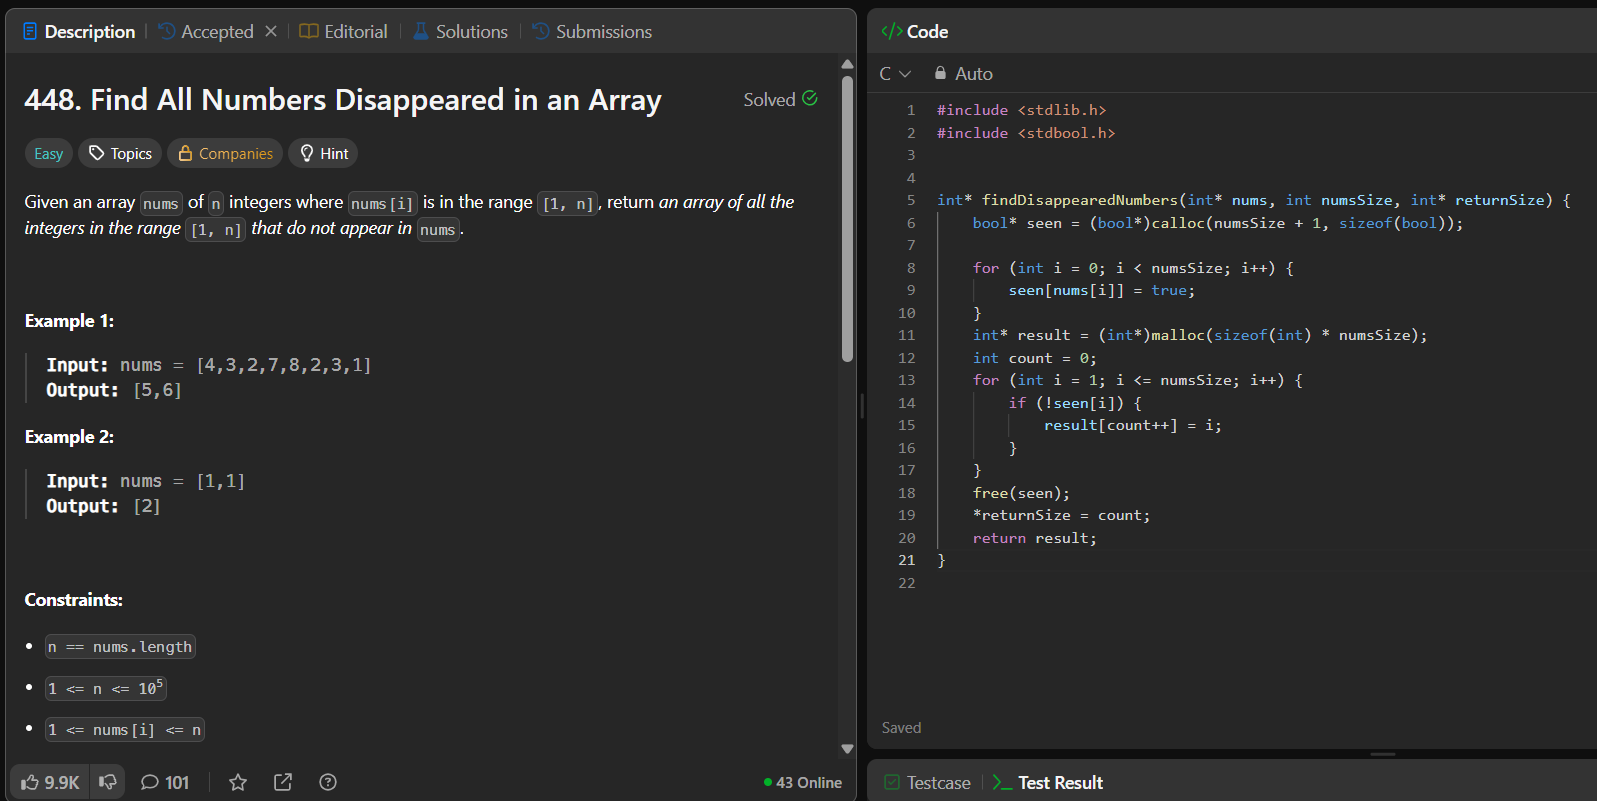 Description
Accepted
Editorial
Solutions
Submissions
448. Find All Numbers Disappeared in an Array
Solved
Easy
Topics
Companies
Hint
Given an array nums of n integers where nums[i] is in the range [1, n], return an array of all the
integers in the range [1, n] that do not appear in nums.
Example 1:
Input: nums = [4,3,2,7,8,2,3,1]
Output: [5,6]
Example 2:
Input: nums = [1,1]
Output: [2]
Constraints:
n == nums.length
1 <= n <= 10⁵
1 <= nums[i] <= n
9.9K
101
43 Online
</> Code
C
Auto
1 #include <stdlib.h>
2 #include <stdbool.h>
3
4
5 int* findDisappearedNumbers(int* nums, int numsSize, int* returnSize) {
6     bool* seen = (bool*)calloc(numsSize + 1, sizeof(bool));
7
8     for (int i = 0; i < numsSize; i++) {
9         seen[nums[i]] = true;
10     }
11     int* result = (int*)malloc(sizeof(int) * numsSize);
12     int count = 0;
13     for (int i = 1; i <= numsSize; i++) {
14         if (!seen[i]) {
15             result[count++] = i;
16         }
17     }
18     free(seen);
19     *returnSize = count;
20     return result;
21 }
22
Saved
Testcase
>_ Test Result